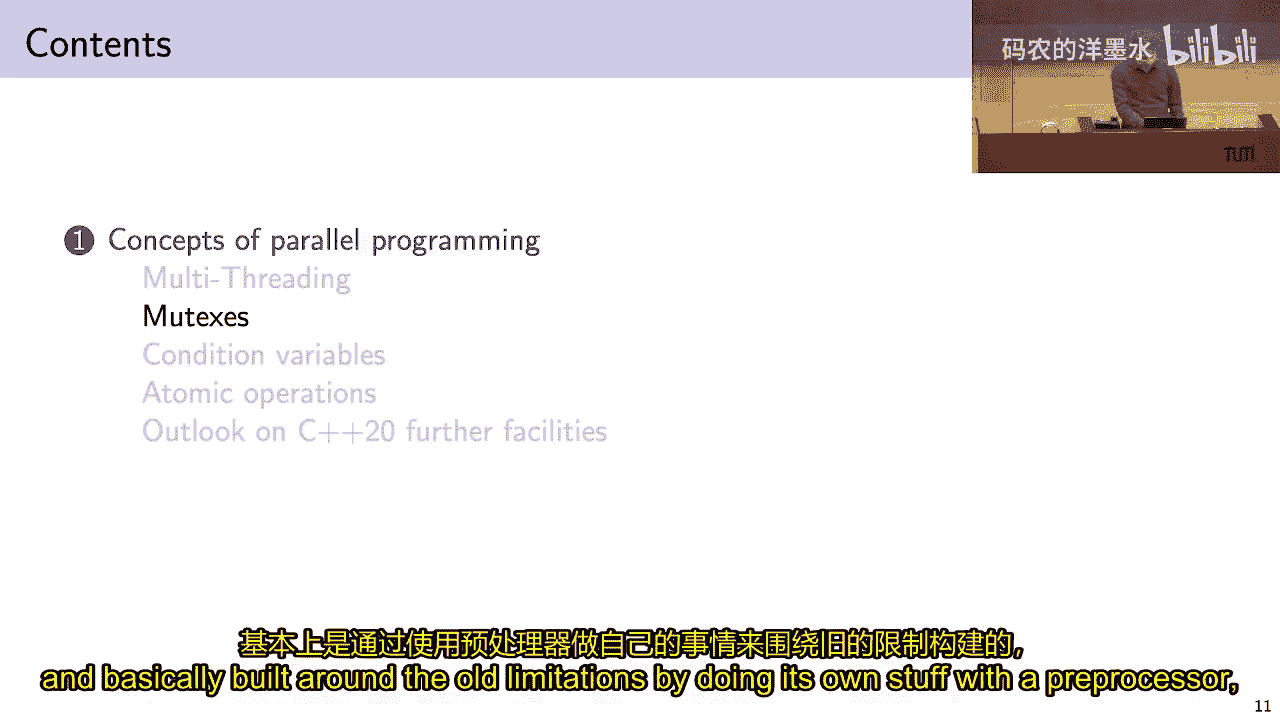 Contents
码农的洋墨水 bilibili
TUM
1 Concepts of parallel programming
Multi-Threading
Mutexes
Condition variables
Atomic operations
Outlook on C++20 further facilities
基本上是通过使用预处理器做自己的事情来围绕旧的限制构建的,
and basically built around the old limitations by doing its own stuff with a preprocessor,
11